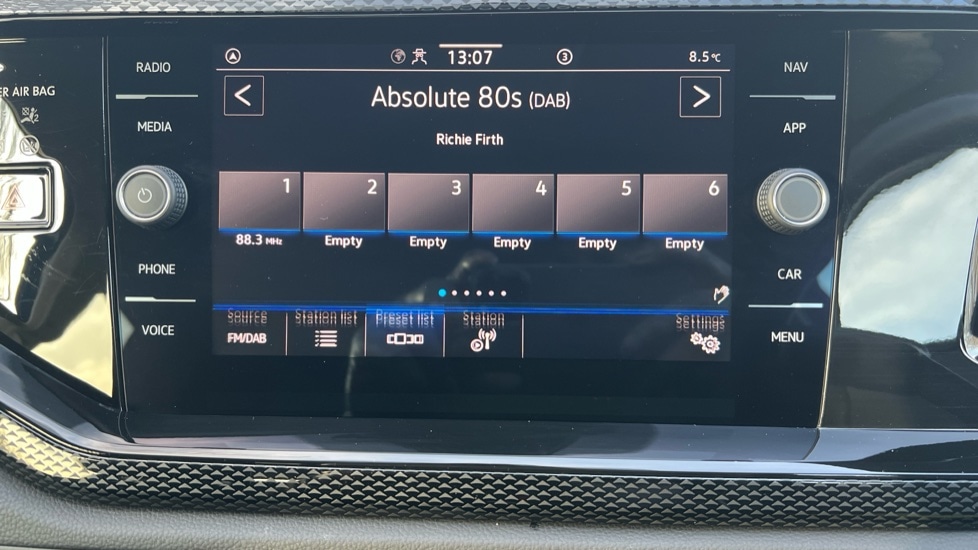 13:07
3
8.5°C
RADIO
MEDIA
PHONE
VOICE
R AIR BAG
< Absolute 80s (DAB) >
Richie Firth
1 2 3 4 5 6
88.3 MHz Empty Empty Empty Empty Empty
Source Station list Preset list Station Settings
FM/DAB
NAV
APP
CAR
MENU